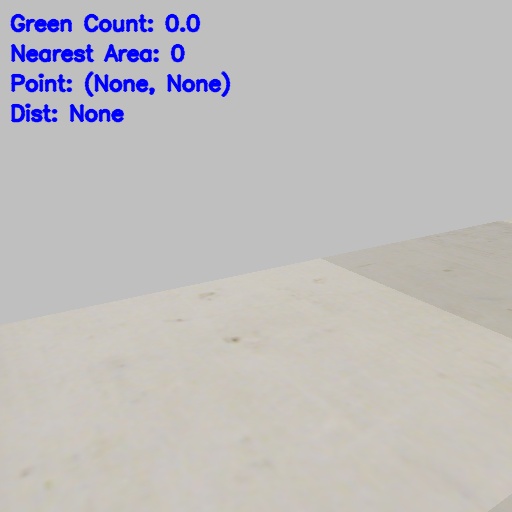 Green Count: 0.0
Nearest Area: 0
Point: (None, None)
Dist: None